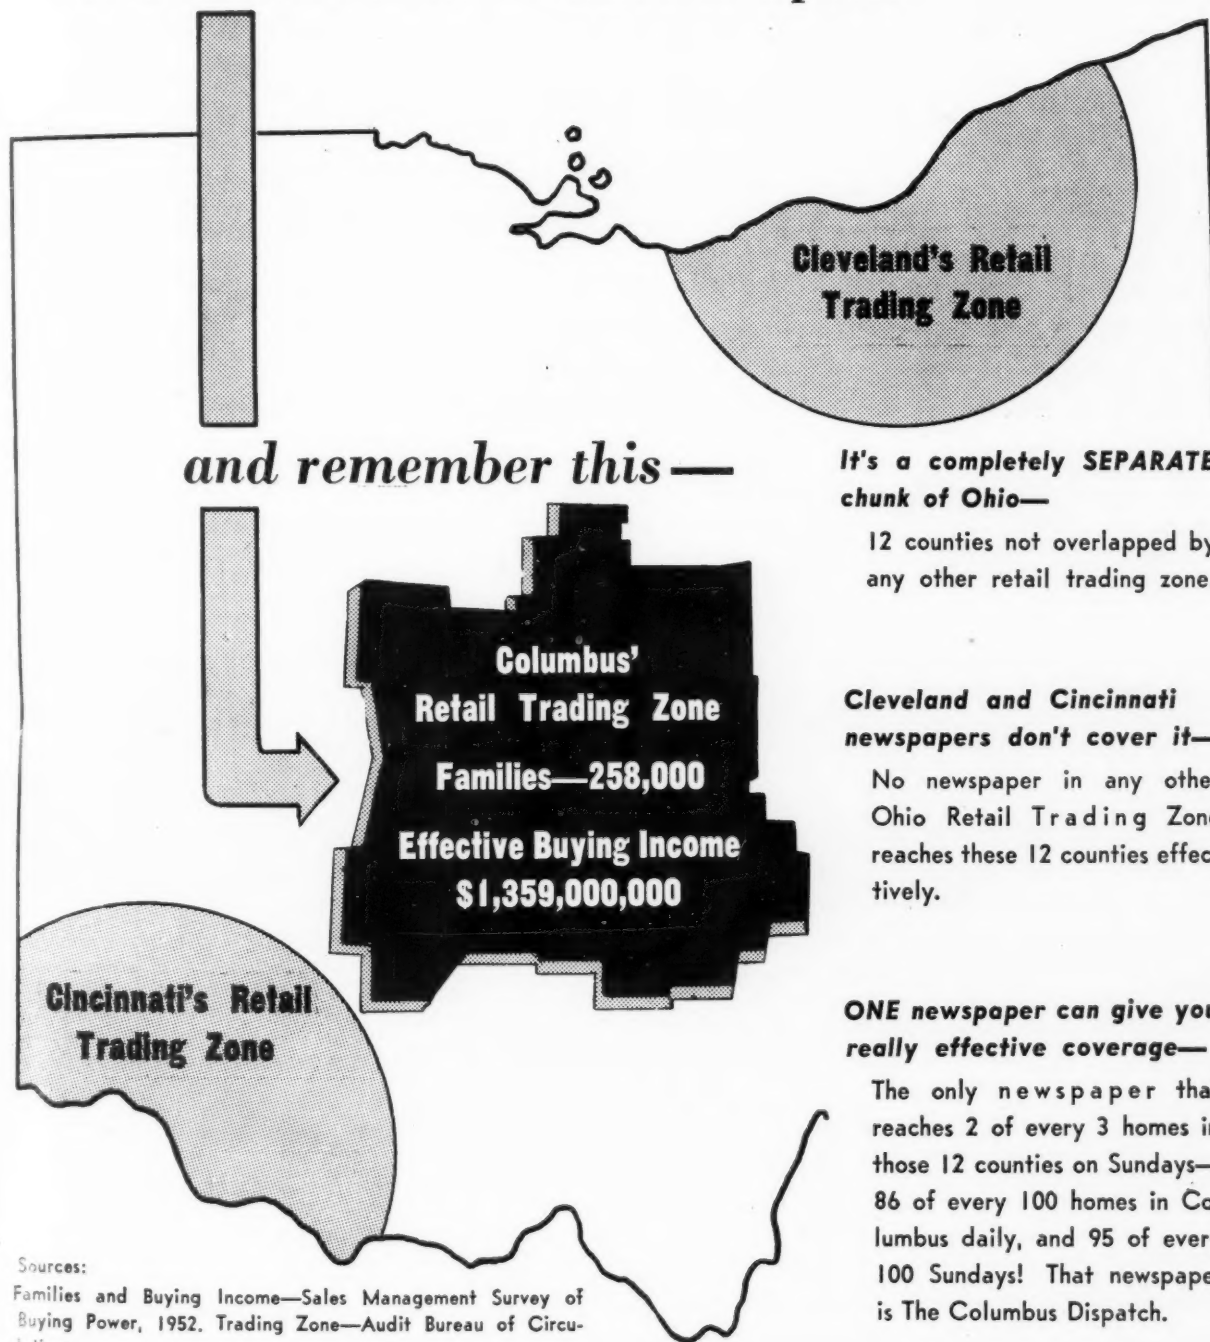 Cleveland's Retail
Trading Zone
and remember this —
It's a completely SEPARATE
chunk of Ohio—
12 counties not overlapped by
any other retail trading zone
Columbus'
Retail Trading Zone
Families—258,000
Effective Buying Income
$1,359,000,000
Cleveland and Cincinnati
newspapers don't cover it—
No newspaper in any othe
Ohio Retail Trading Zon
reaches these 12 counties effec
tively.
Cincinnati's Retail
Trading Zone
ONE newspaper can give you
really effective coverage—
The only newspaper tha
reaches 2 of every 3 homes in
those 12 counties on Sundays—
86 of every 100 homes in Co
lumbus daily, and 95 of ever
100 Sundays! That newspape
is The Columbus Dispatch.
Sources:
Families and Buying Income—Sales Management Survey of
Buying Power, 1952. Trading Zone—Audit Bureau of Circu-